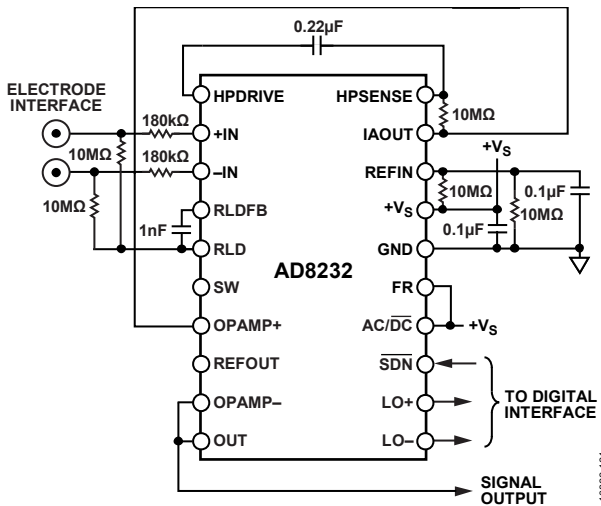 0.22µF
ELECTRODE
INTERFACE
HPDRIVE
HPSENSE
180kΩ
10MΩ
+IN
IAOUT
+VS
10MΩ
180kΩ
–IN
REFIN
10MΩ
0.1µF
10MΩ
RLDFB
+VS
10MΩ
1nF
0.1µF
RLD
GND
AD8232
SW
FR
OPAMP+
AC/DC
+VS
REFOUT
SDN
OPAMP–
LO+
TO DIGITAL
INTERFACE
OUT
LO–
SIGNAL
OUTPUT